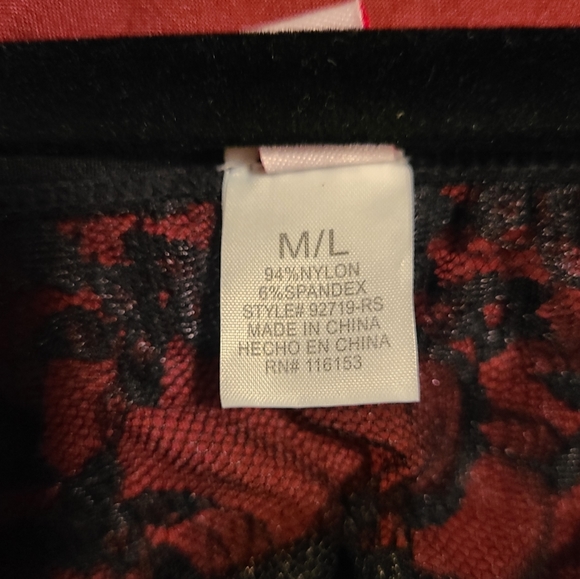 M/L
94%NYLON
6%SPANDEX
STYLE# 92719-RS
MADE IN CHINA
HECHO EN CHINA
RN# 116153